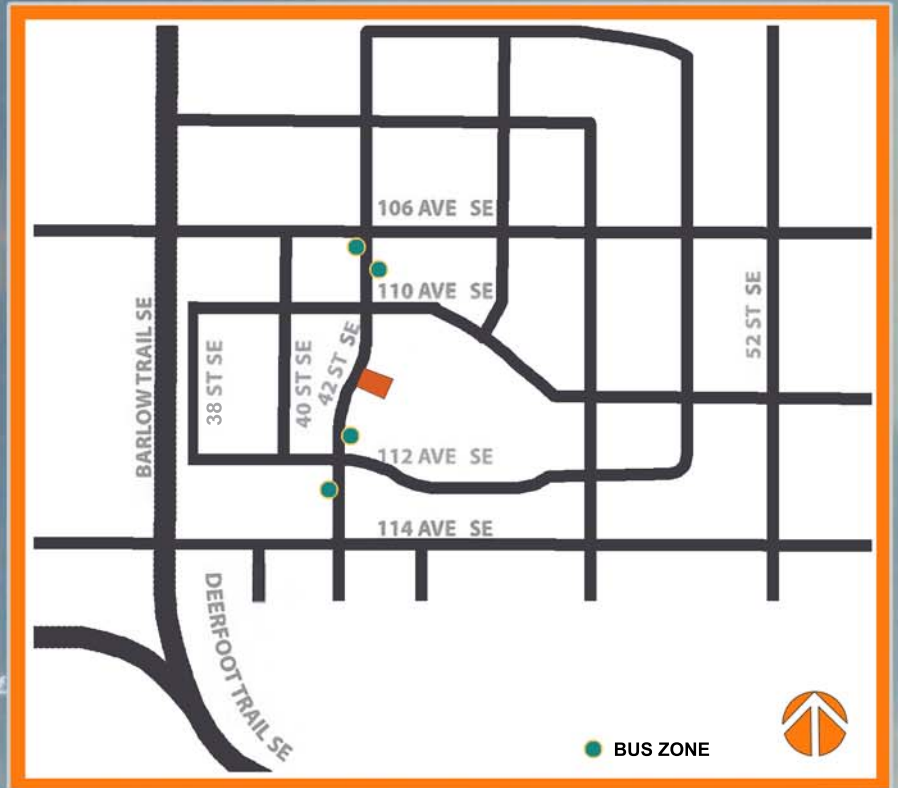 106 AVE SE
110 AVE SE
BARLOW TRAIL SE
38 ST SE
40 ST SE
42 ST SE
52 ST SE
112 AVE SE
114 AVE SE
DEERFOOT TRAIL SE
BUS ZONE